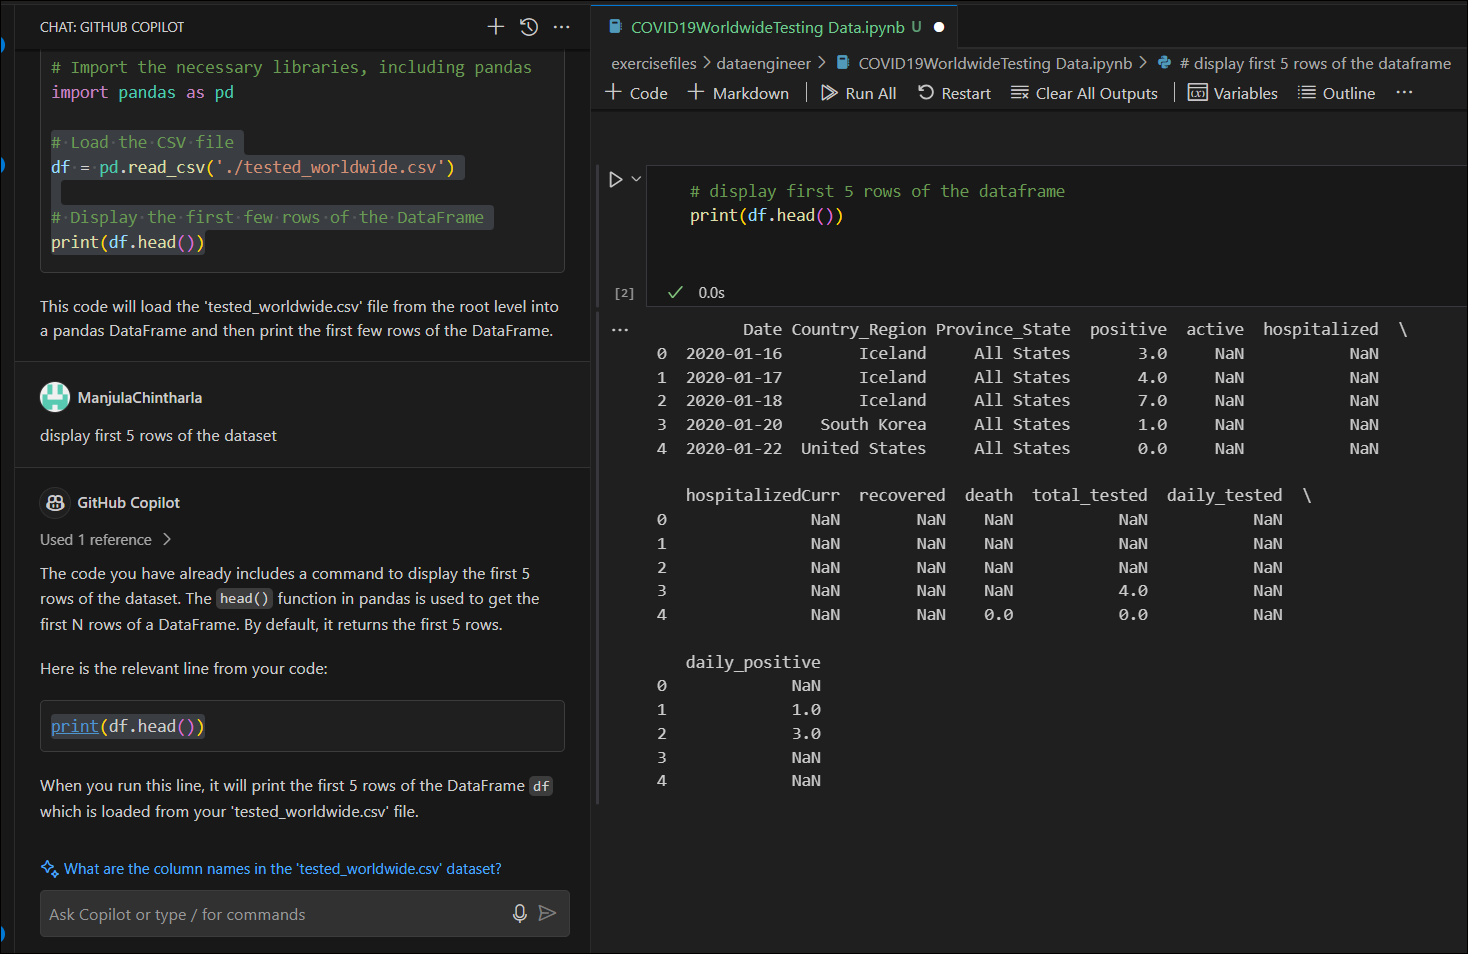 CHAT: GITHUB COPILOT
# Import the necessary libraries, including pandas
import pandas as pd
# Load the CSV file
df = pd.read_csv('./tested_worldwide.csv')
# Display the first few rows of the DataFrame
print(df.head())
This code will load the 'tested_worldwide.csv' file from the root level into
a pandas DataFrame and then print the first few rows of the DataFrame.
ManjulaChintharla
display first 5 rows of the dataset
GitHub Copilot
Used 1 reference
The code you have already includes a command to display the first 5
rows of the dataset. The head() function in pandas is used to get the
first N rows of a DataFrame. By default, it returns the first 5 rows.
Here is the relevant line from your code:
print(df.head())
When you run this line, it will print the first 5 rows of the DataFrame df
which is loaded from your 'tested_worldwide.csv' file.
What are the column names in the 'tested_worldwide.csv' dataset?
Ask Copilot or type / for commands
COVID19WorldwideTesting Data.ipynb U
exercisefiles > dataengineer > COVID19WorldwideTesting Data.ipynb > # display first 5 rows of the dataframe
+ Code + Markdown | Run All Restart Clear All Outputs | Variables Outline ...
# display first 5 rows of the dataframe
print(df.head())
[2] ✓ 0.0s
... Date Country_Region Province_State positive active hospitalized \
0 2020-01-16 Iceland All States 3.0 NaN NaN
1 2020-01-17 Iceland All States 4.0 NaN NaN
2 2020-01-18 Iceland All States 7.0 NaN NaN
3 2020-01-20 South Korea All States 1.0 NaN NaN
4 2020-01-22 United States All States 0.0 NaN NaN
hospitalizedCurr recovered death total_tested daily_tested \
0 NaN NaN NaN NaN NaN
1 NaN NaN NaN NaN NaN
2 NaN NaN NaN NaN NaN
3 NaN NaN NaN 4.0 NaN
4 NaN NaN 0.0 0.0 NaN
daily_positive
0 NaN
1 1.0
2 3.0
3 NaN
4 NaN